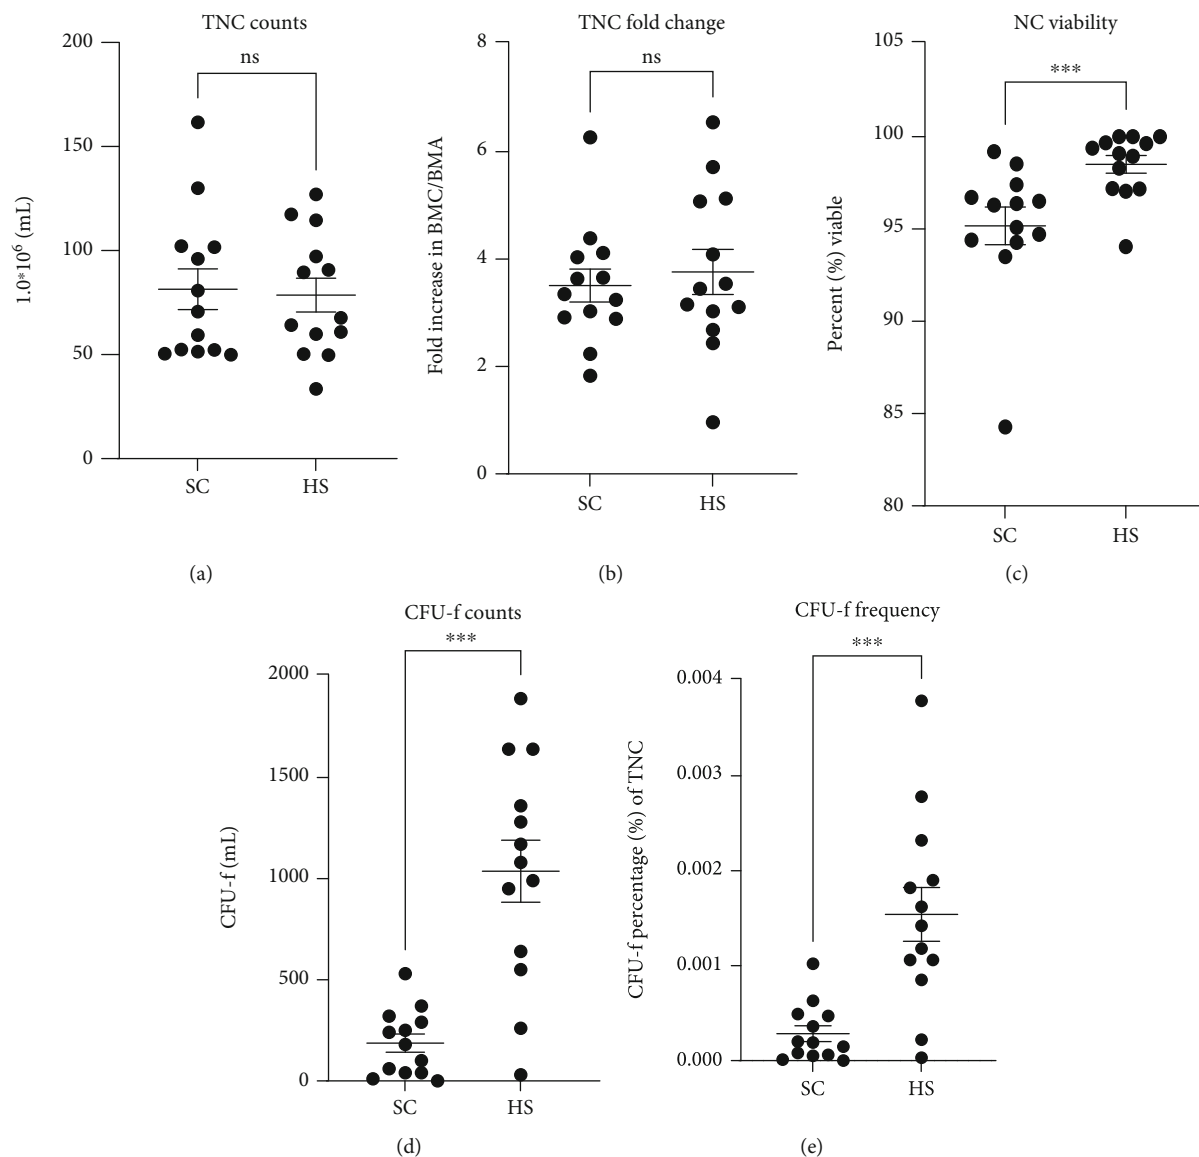 TNC counts
ns
200
150
100
50
0
1.0*10⁶ (mL)
SC HS
(a)
TNC fold change
ns
8
6
4
2
0
Fold increase in BMC/BMA
SC HS
(b)
NC viability
***
105
100
95
90
85
80
Percent (%) viable
SC HS
(c)
CFU-f counts
***
2000
1500
1000
500
0
CFU-f (mL)
SC HS
(d)
CFU-f frequency
***
0.004
0.003
0.002
0.001
0.000
CFU-f percentage (%) of TNC
SC HS
(e)